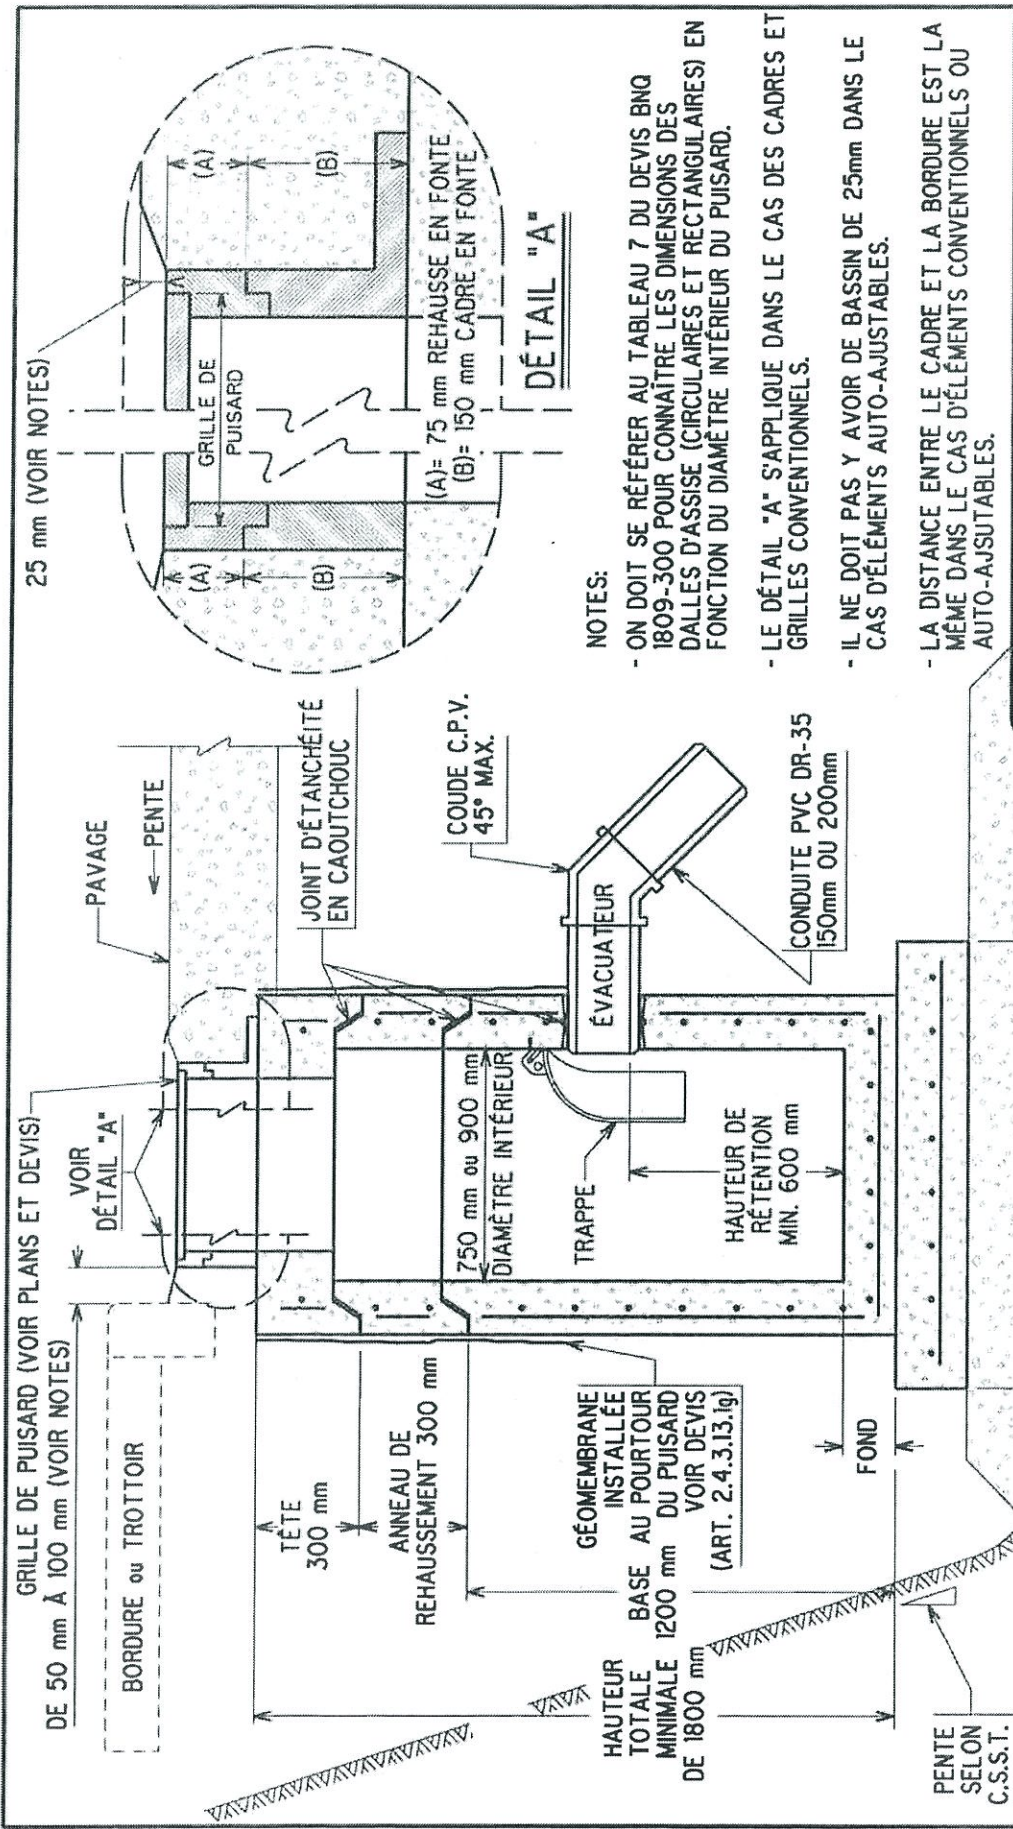 GRILLE DE PUISARD (VOIR PLANS ET DEVIS)
DE 50 mm À 100 mm (VOIR NOTES)
VOIR
DÉTAIL "A"
BORDURE ou TROTTOIR
PAVAGE
PENTE
TÊTE
300 mm
ANNEAU DE
REHAUSSEMENT 300 mm
JOINT D'ÉTANCHÉITÉ
EN CAOUTCHOUC
750 mm ou 900 mm
DIAMÈTRE INTÉRIEUR
COUDE C.P.V.
45° MAX.
ÉVACUATEUR
TRAPPE
CONDUITE PVC DR-35
150mm OU 200mm
HAUTEUR DE
RÉTENTION
MIN. 600 mm
GÉOMEMBRANE
INSTALLÉE
AU POURTOUR
DU PUISARD
VOIR DEVIS
(ART. 2.4.3.13.1g)
BASE
1200 mm
HAUTEUR
TOTALE
MINIMALE
DE 1800 mm
FOND
PENTE
SELON
C.S.S.T.
25 mm (VOIR NOTES)
(A)
(B)
GRILLE DE
PUISARD
(A)
(B)
(A)= 75 mm REHAUSSE EN FONTE
(B)= 150 mm CADRE EN FONTE
DÉTAIL "A"
NOTES:
- ON DOIT SE RÉFÉRER AU TABLEAU 7 DU DEVIS BNQ
1809-300 POUR CONNAÎTRE LES DIMENSIONS DES
DALLES D'ASSISE (CIRCULAIRES ET RECTANGULAIRES) EN
FONCTION DU DIAMÈTRE INTÉRIEUR DU PUISARD.
- LE DÉTAIL "A" S'APPLIQUE DANS LE CAS DES CADRES ET
GRILLES CONVENTIONNELS.
- IL NE DOIT PAS Y AVOIR DE BASSIN DE 25mm DANS LE
CAS D'ÉLÉMENTS AUTO-AJUSTABLES.
- LA DISTANCE ENTRE LE CADRE ET LA BORDURE EST LA
MÊME DANS LE CAS D'ÉLÉMENTS CONVENTIONNELS OU
AUTO-AJSUTABLES.